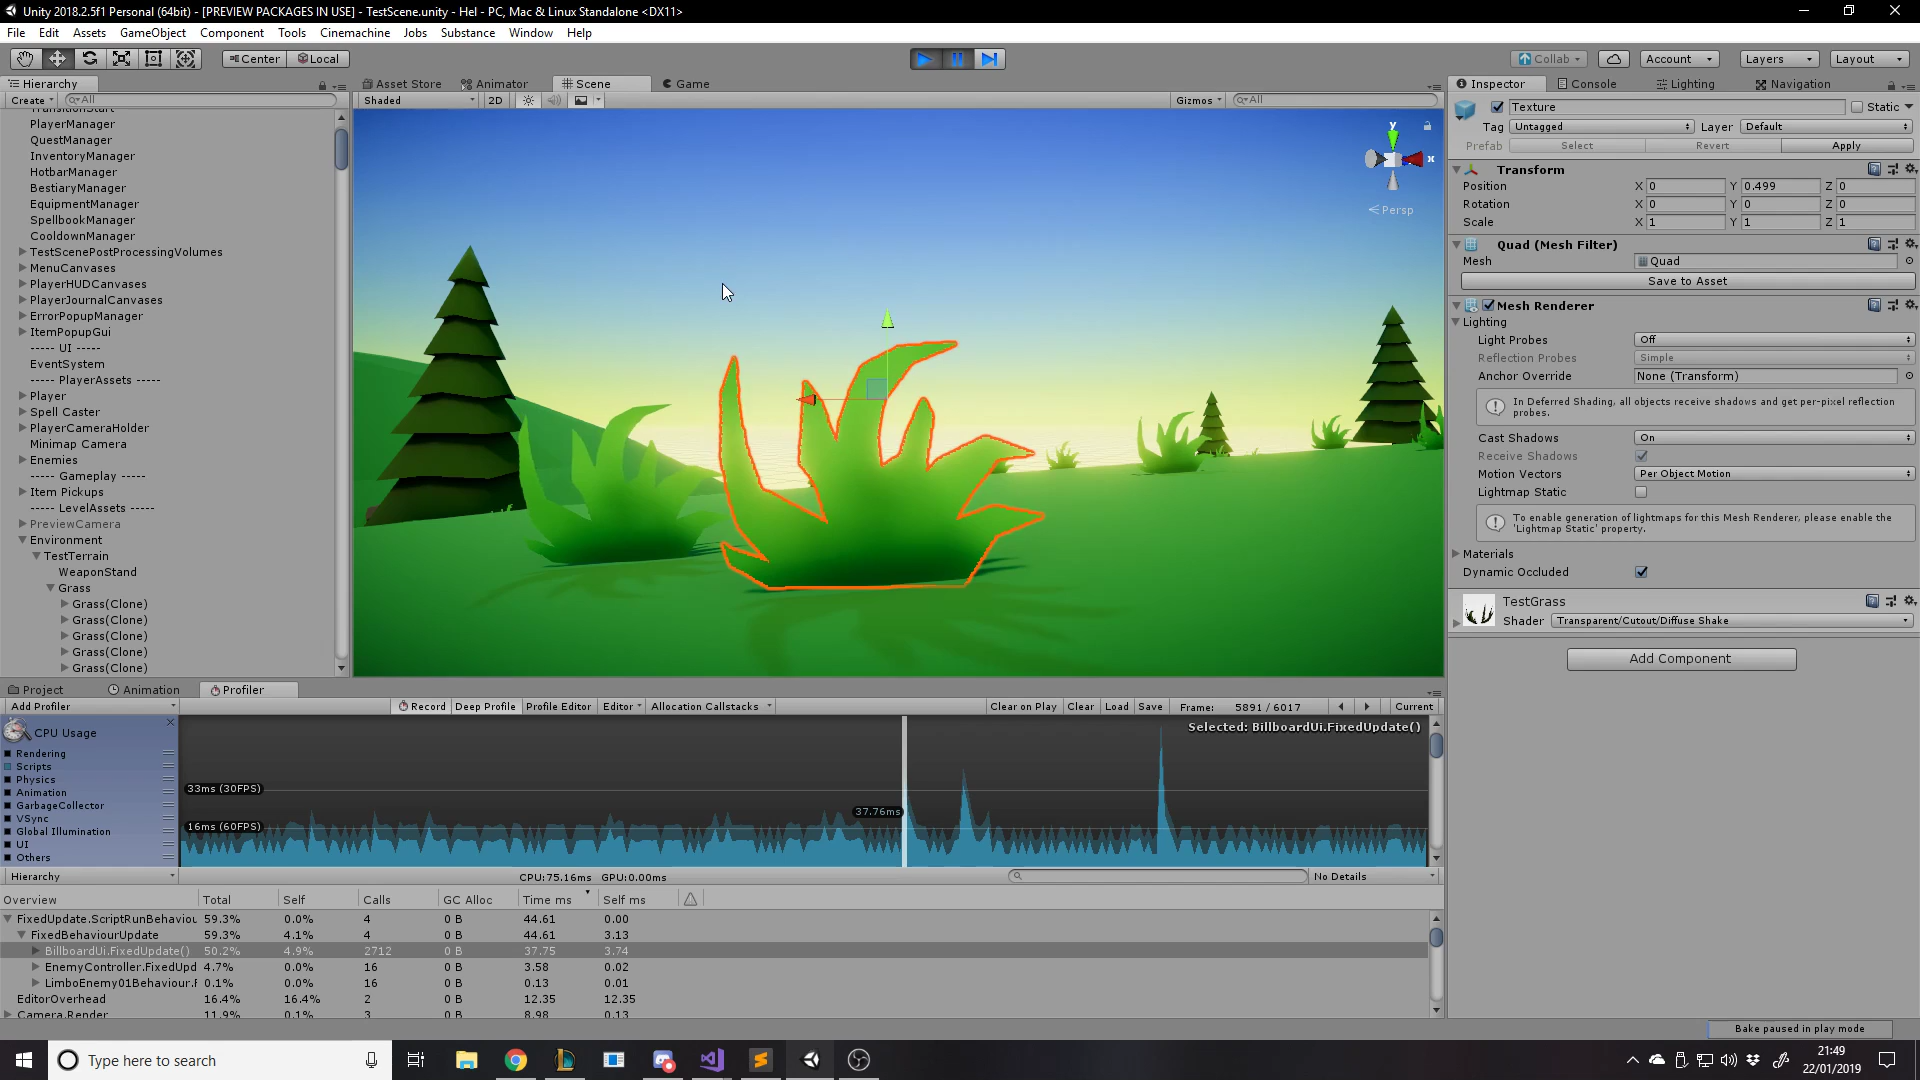 Unity 2018.2.5f1 Personal (64bit) - [PREVIEW PACKAGES IN USE] - TestScene.unity - Hel - PC, Mac & Linux Standalone <DX11>
File Edit Assets GameObject Component Tools Cinemachine Jobs Substance Window Help
Center Local Collab Account Layers Layout
Hierarchy
Create All
TransitionStart
PlayerManager
QuestManager
InventoryManager
HotbarManager
BestiaryManager
EquipmentManager
SpellbookManager
CooldownManager
TestScenePostProcessingVolumes
MenuCanvases
PlayerHUDCanvases
PlayerJournalCanvases
ErrorPopupManager
ItemPopupGui
----- UI -----
EventSystem
----- PlayerAssets -----
Player
Spell Caster
PlayerCameraHolder
Minimap Camera
Enemies
----- Gameplay -----
Item Pickups
----- LevelAssets -----
PreviewCamera
Environment
TestTerrain
WeaponStand
Grass
Grass(Clone)
Grass(Clone)
Grass(Clone)
Grass(Clone)
Grass(Clone)
Asset Store Animator Scene Game
Shaded 2D Gizmos All
y
x
Persp
Inspector Console Lighting Navigation
Texture Static
Tag Untagged Layer Default
Prefab Select Revert Apply
Transform
Position X 0 Y 0.499 Z 0
Rotation X 0 Y 0 Z 0
Scale X 1 Y 1 Z 1
Quad (Mesh Filter)
Mesh Quad
Save to Asset
Mesh Renderer
Lighting
Light Probes Off
Reflection Probes Simple
Anchor Override None (Transform)
In Deferred Shading, all objects receive shadows and get per-pixel reflection
probes.
Cast Shadows On
Receive Shadows
Motion Vectors Per Object Motion
Lightmap Static
To enable generation of lightmaps for this Mesh Renderer, please enable the
'Lightmap Static' property.
Materials
Dynamic Occluded
TestGrass
Shader Transparent/Cutout/Diffuse Shake
Add Component
Project Animation Profiler
Add Profiler Record Deep Profile Profile Editor Editor Allocation Callstacks Clear on Play Clear Load Save Frame: 5891 / 6017 Current
CPU Usage
Rendering
Scripts
Physics
Animation
GarbageCollector
VSync
Global Illumination
UI
Others
Selected: BillboardUi.FixedUpdate()
33ms (30FPS)
37.76ms
16ms (60FPS)
Hierarchy CPU:75.16ms GPU:0.00ms No Details
Overview Total Self Calls GC Alloc Time ms Self ms
FixedUpdate.ScriptRunBehaviou 59.3% 0.0% 4 0 B 44.61 0.00
FixedBehaviourUpdate 59.3% 4.1% 4 0 B 44.61 3.13
BillboardUi.FixedUpdate() 50.2% 4.9% 2712 0 B 37.75 3.74
EnemyController.FixedUpd 4.7% 0.0% 16 0 B 3.58 0.02
LimboEnemy01Behaviour.F 0.1% 0.0% 16 0 B 0.13 0.01
EditorOverhead 16.4% 16.4% 2 0 B 12.35 12.35
Camera.Render 11.9% 0.1% 3 0 B 8.98 0.13
Bake paused in play mode
Type here to search
21:49
22/01/2019